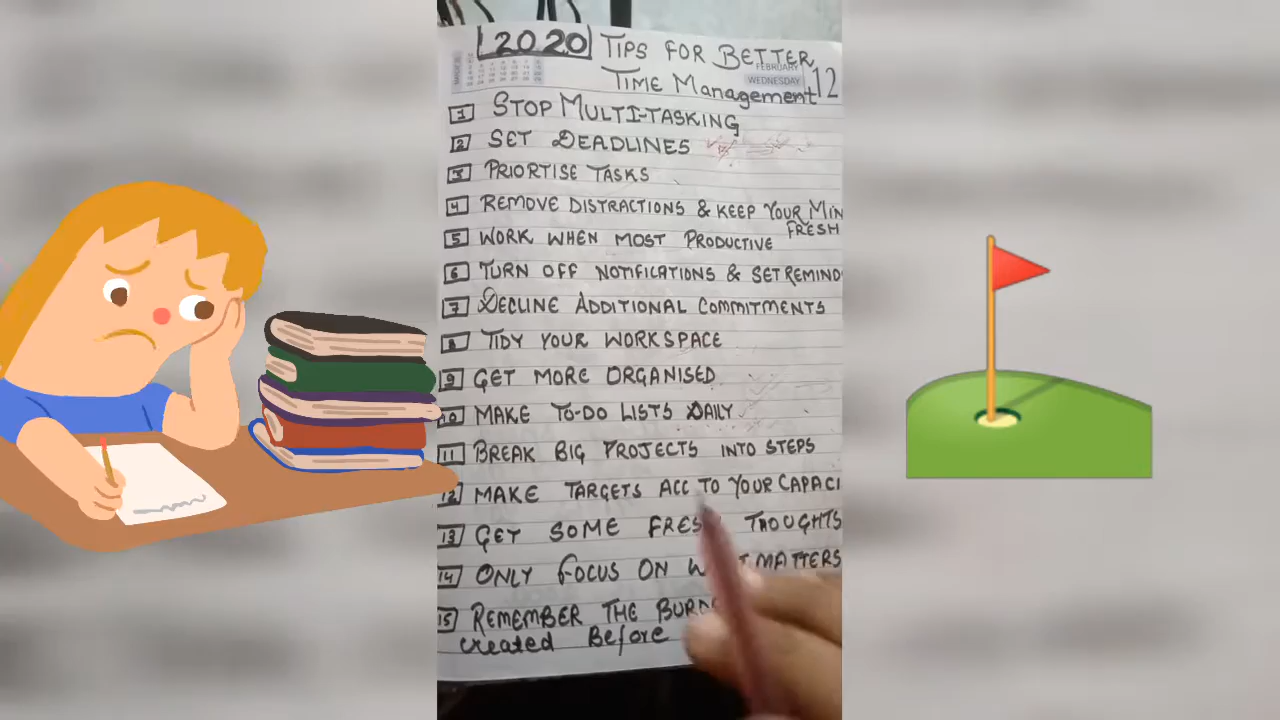 2020 TIPS FOR BETTER
TIME Management
FEBRUARY
WEDNESDAY 12
1 STOP MULTI-TASKING
2 SET DEADLINES
3 PRIORTISE TASKS
4 REMOVE DISTRACTIONS & KEEP YOUR MIN
FRESH
5 WORK WHEN MOST PRODUCTIVE
6 TURN OFF NOTIFICATIONS & SET REMIND
7 DECLINE ADDITIONAL COMMITMENTS
8 TIDY YOUR WORKSPACE
9 GET MORE ORGANISED
10 MAKE TO-DO LISTS DAILY
11 BREAK BIG PROJECTS INTO STEPS
12 MAKE TARGETS ACC TO YOUR CAPACI
13 GET SOME FRES THOUGHTS
14 ONLY FOCUS ON MATTERS
15 REMEMBER THE BURD
created Before